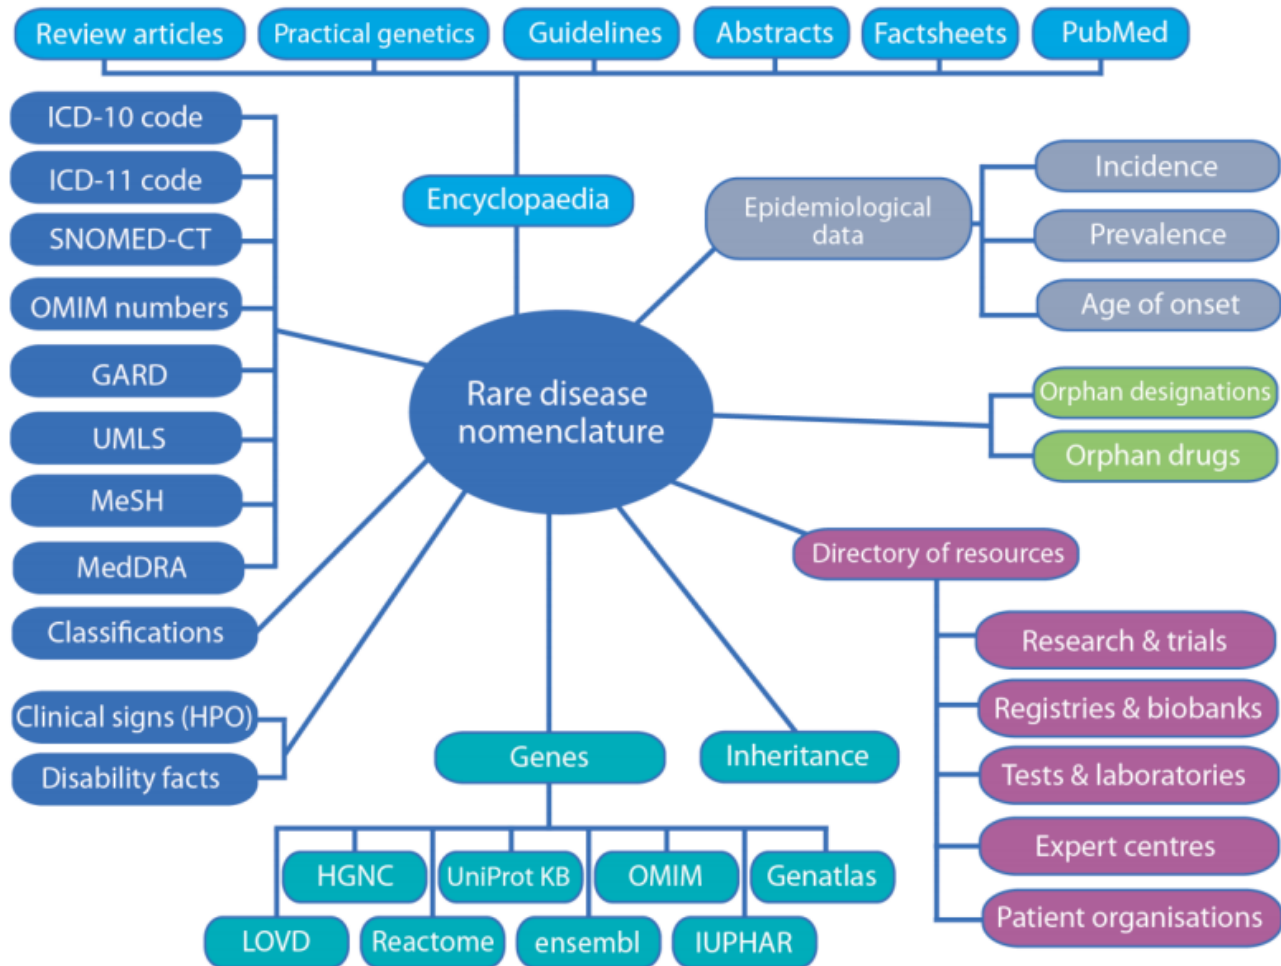 Review articles
Practical genetics
Guidelines
Abstracts
Factsheets
PubMed
ICD-10 code
ICD-11 code
SNOMED-CT
OMIM numbers
GARD
UMLS
MeSH
MedDRA
Classifications
Clinical signs (HPO)
Disability facts
Encyclopaedia
Epidemiological
data
Incidence
Prevalence
Age of onset
Rare disease
nomenclature
Orphan designations
Orphan drugs
Directory of resources
Research & trials
Registries & biobanks
Tests & laboratories
Expert centres
Patient organisations
Genes
Inheritance
HGNC
UniProt KB
OMIM
Genatlas
LOVD
Reactome
ensembl
IUPHAR